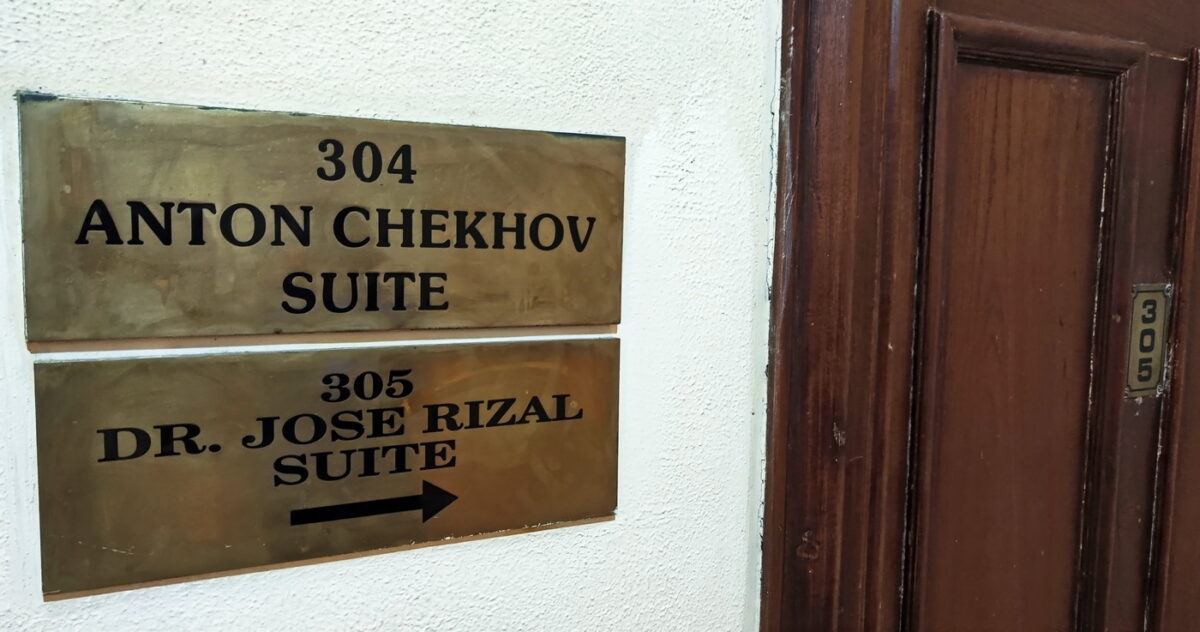 304
ANTON CHEKHOV
SUITE
305
DR. JOSE RIZAL
SUITE
305